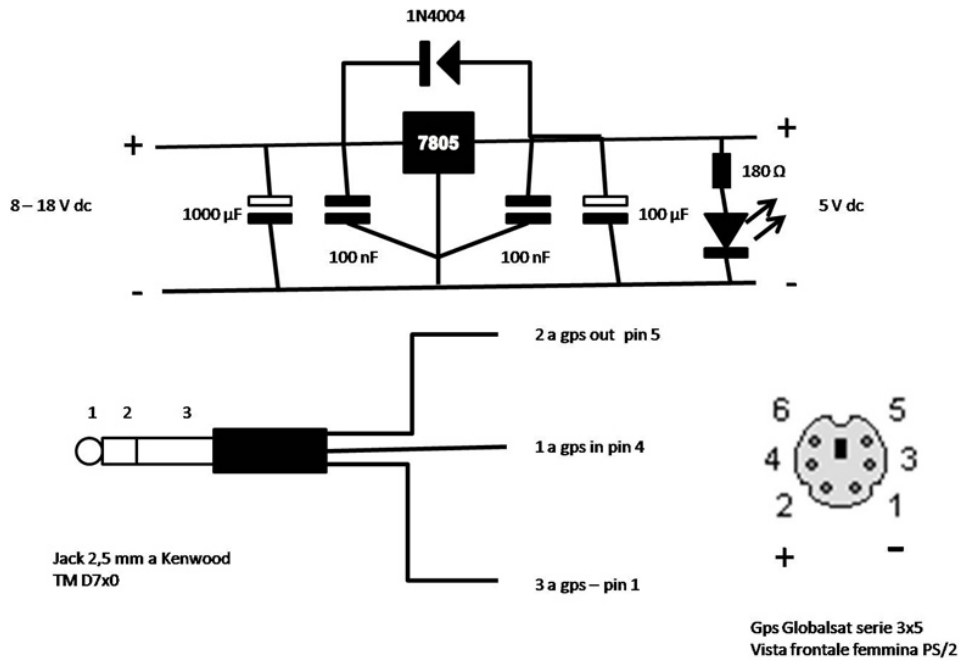 1N4004
+
7805
+
8 – 18 V dc
1000 µF
100 nF
100 nF
100 µF
180 Ω
5 V dc
-
-
2 a gps out pin 5
1 2 3
1 a gps in pin 4
3 a gps – pin 1
Jack 2,5 mm a Kenwood
TM D7x0
6 5
4 3
2 1
+ -
Gps Globalsat serie 3x5
Vista frontale femmina PS/2